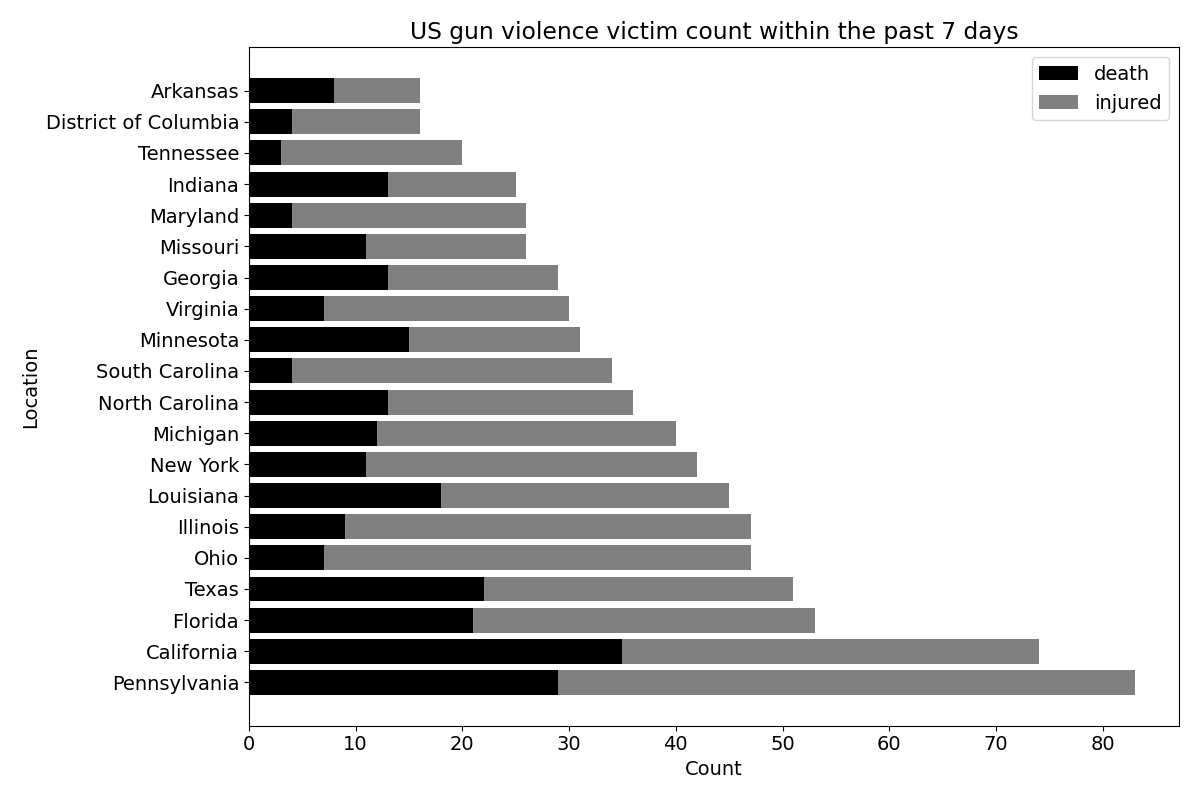 US gun violence victim count within the past 7 days
death
injured
Arkansas
District of Columbia
Tennessee
Indiana
Maryland
Missouri
Georgia
Virginia
Minnesota
South Carolina
North Carolina
Michigan
New York
Louisiana
Illinois
Ohio
Texas
Florida
California
Pennsylvania
Location
0 10 20 30 40 50 60 70 80
Count